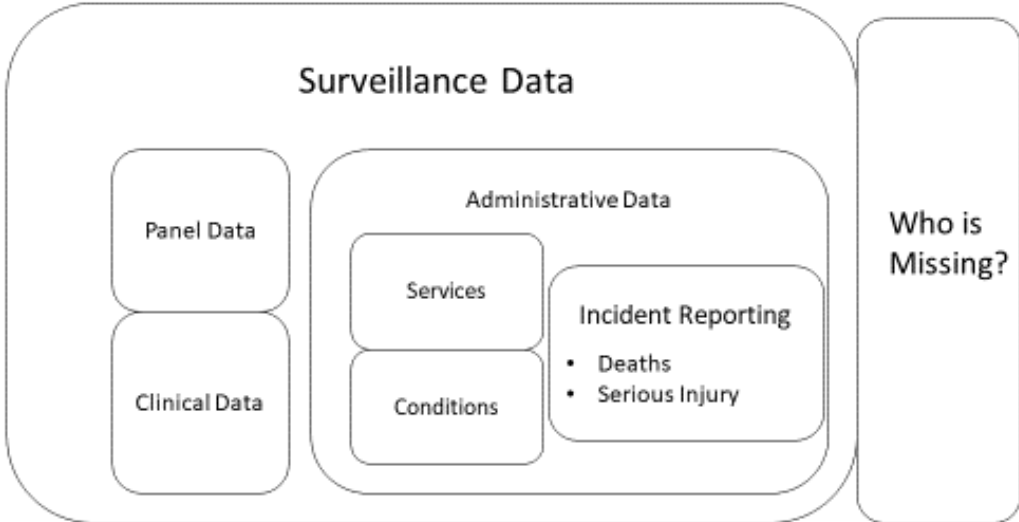 Surveillance Data
Panel Data
Clinical Data
Administrative Data
Services
Conditions
Incident Reporting
• Deaths
• Serious Injury
Who is
Missing?